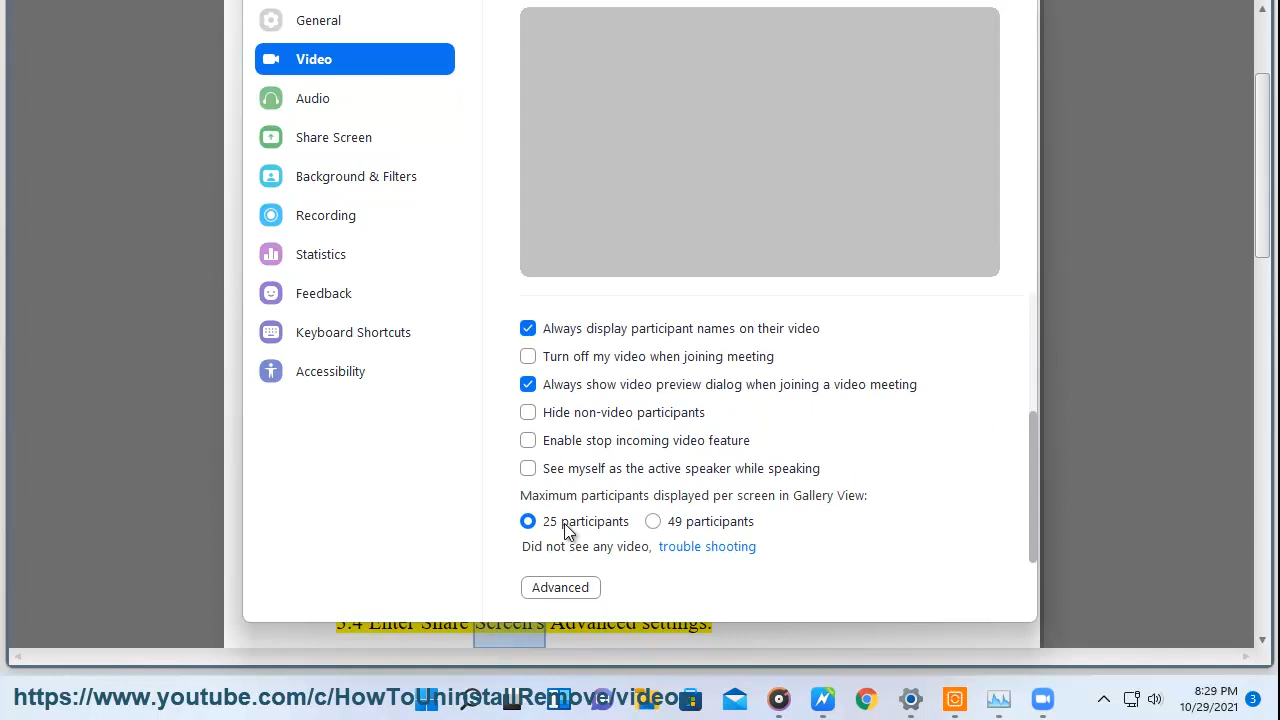 General
Video
Audio
Share Screen
Background & Filters
Recording
Statistics
Feedback
Keyboard Shortcuts
Accessibility
Always display participant names on their video
Turn off my video when joining meeting
Always show video preview dialog when joining a video meeting
Hide non-video participants
Enable stop incoming video feature
See myself as the active speaker while speaking
Maximum participants displayed per screen in Gallery View:
25 participants 49 participants
Did not see any video, trouble shooting
Advanced
5.4 Enter Share Screen's Advanced settings.
https://www.youtube.com/c/HowToUninstallRemove/videos
8:29 PM
10/29/2021
3